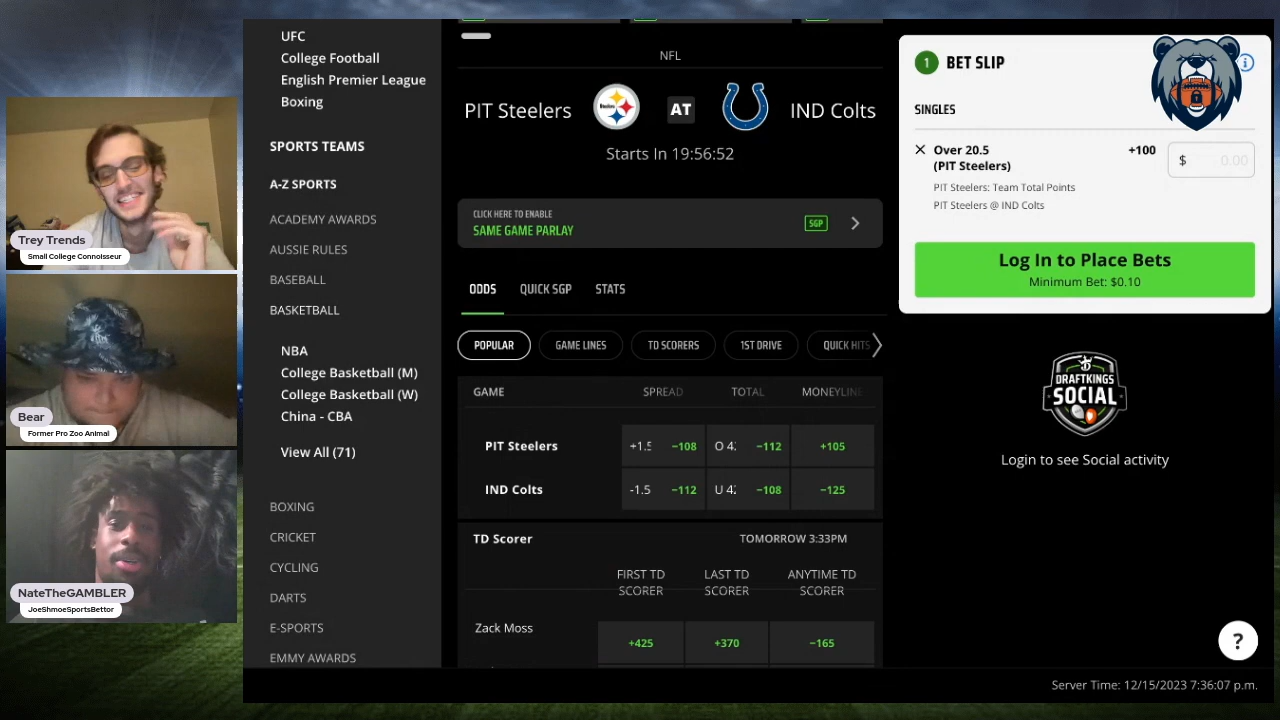 Trey Trends
Small College Connoisseur
Bear
Former Pro Zoo Animal
NateTheGAMBLER
JoeShmoeSportsBettor
UFC
College Football
English Premier League
Boxing
SPORTS TEAMS
A-Z SPORTS
ACADEMY AWARDS
AUSSIE RULES
BASEBALL
BASKETBALL
NBA
College Basketball (M)
College Basketball (W)
China - CBA
View All (71)
BOXING
CRICKET
CYCLING
DARTS
E-SPORTS
EMMY AWARDS
NFL
PIT Steelers
Steelers
AT
IND Colts
Starts In 19:56:52
CLICK HERE TO ENABLE
SAME GAME PARLAY
SGP
ODDS QUICK SGP STATS
POPULAR GAME LINES TD SCORERS 1ST DRIVE QUICK HITS
GAME SPREAD TOTAL MONEYLINE
PIT Steelers +1.5 −108 O 42 −112 +105
IND Colts -1.5 −112 U 42 −108 −125
TD Scorer TOMORROW 3:33PM
FIRST TD SCORER LAST TD SCORER ANYTIME TD SCORER
Zack Moss +425 +370 −165
1 BET SLIP
i
SINGLES
Over 20.5 +100 $ 0.00
(PIT Steelers)
PIT Steelers: Team Total Points
PIT Steelers @ IND Colts
Log In to Place Bets
Minimum Bet: $0.10
DRAFTKINGS
SOCIAL
Login to see Social activity
?
Server Time: 12/15/2023 7:36:07 p.m.